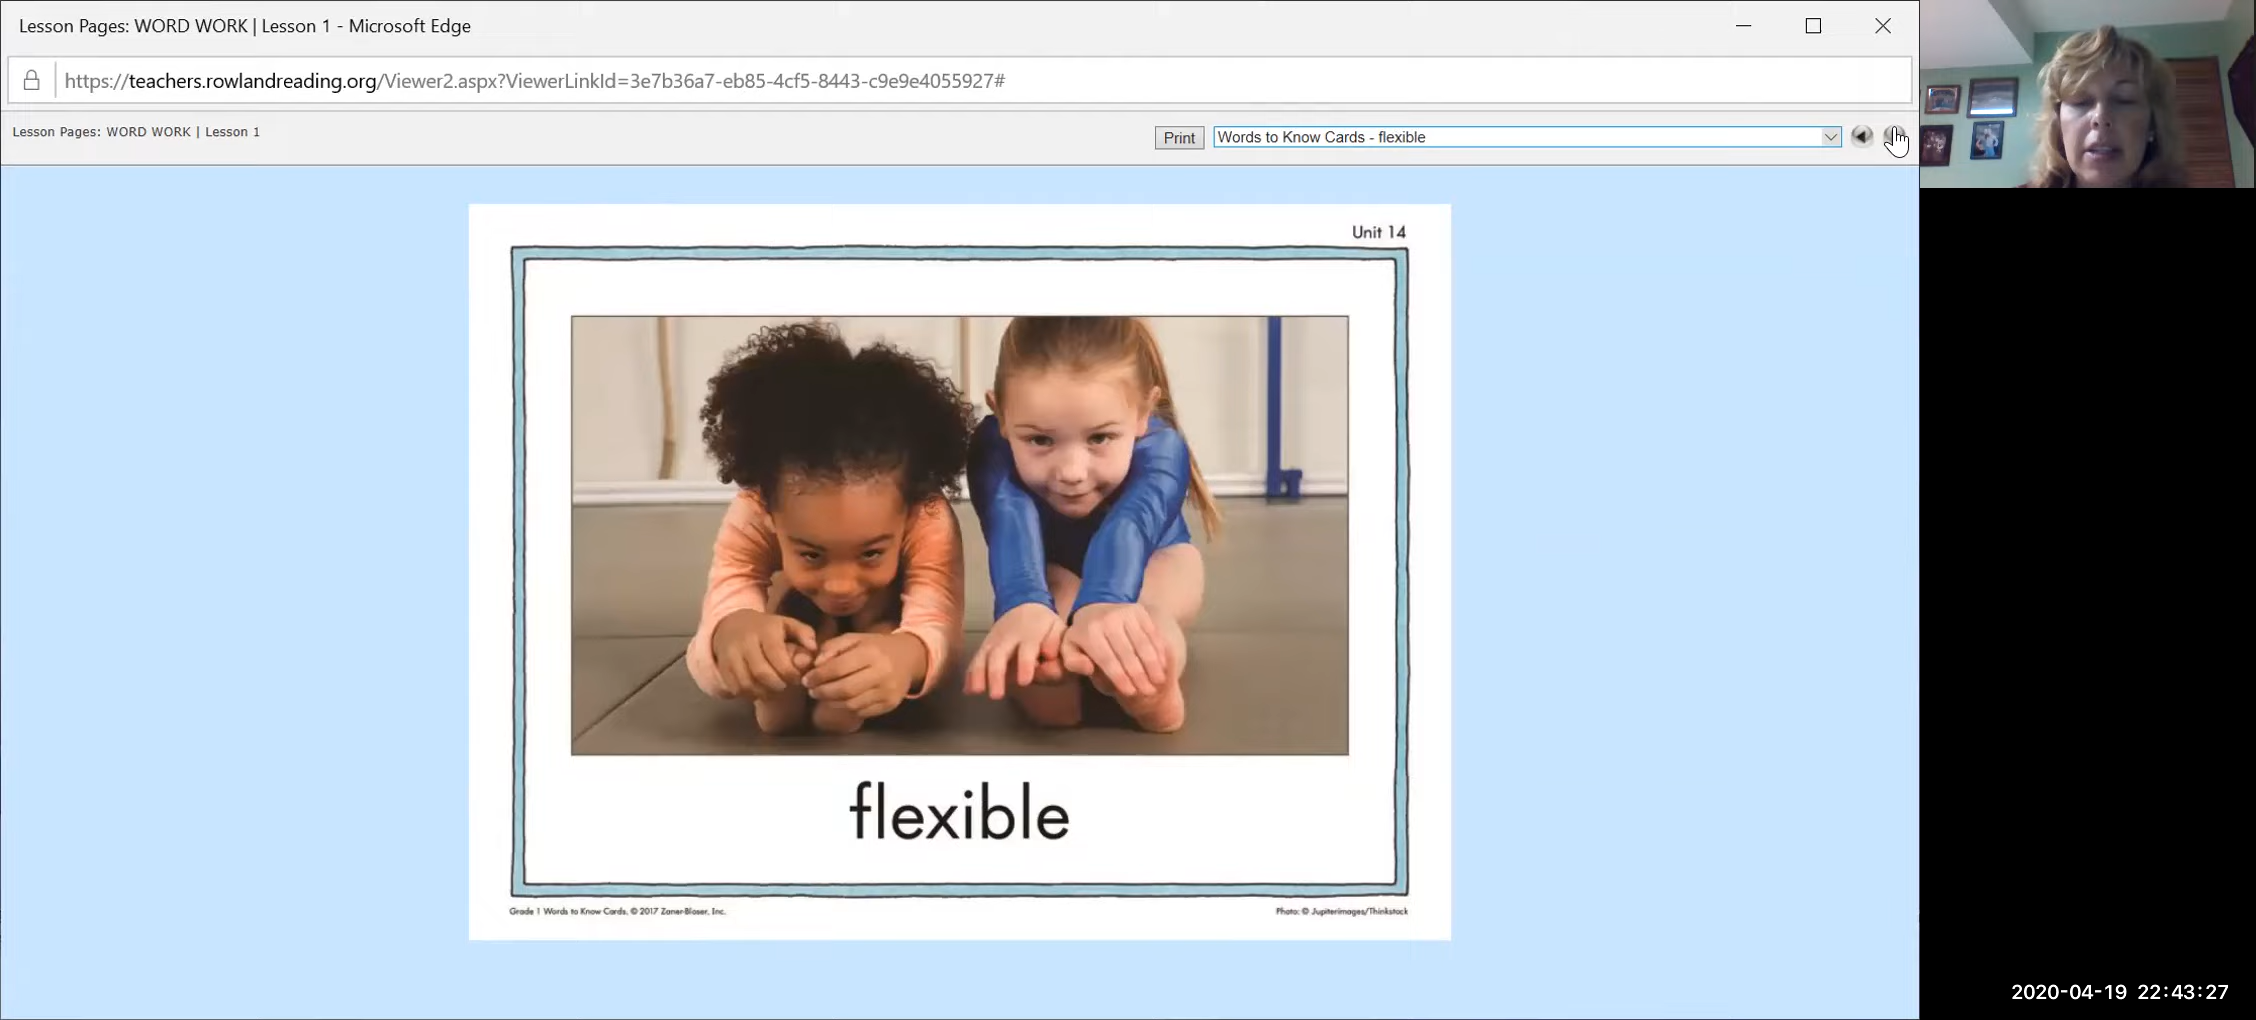 Lesson Pages: WORD WORK | Lesson 1 - Microsoft Edge
https://teachers.rowlandreading.org/Viewer2.aspx?ViewerLinkId=3e7b36a7-eb85-4cf5-8443-c9e9e4055927#
Lesson Pages: WORD WORK | Lesson 1
Print
Words to Know Cards - flexible
Unit 14
flexible
Grade 1 Words to Know Cards, © 2017 Zaner-Bloser, Inc.
Photo: © Jupiterimages/Thinkstock
2020-04-19 22:43:27